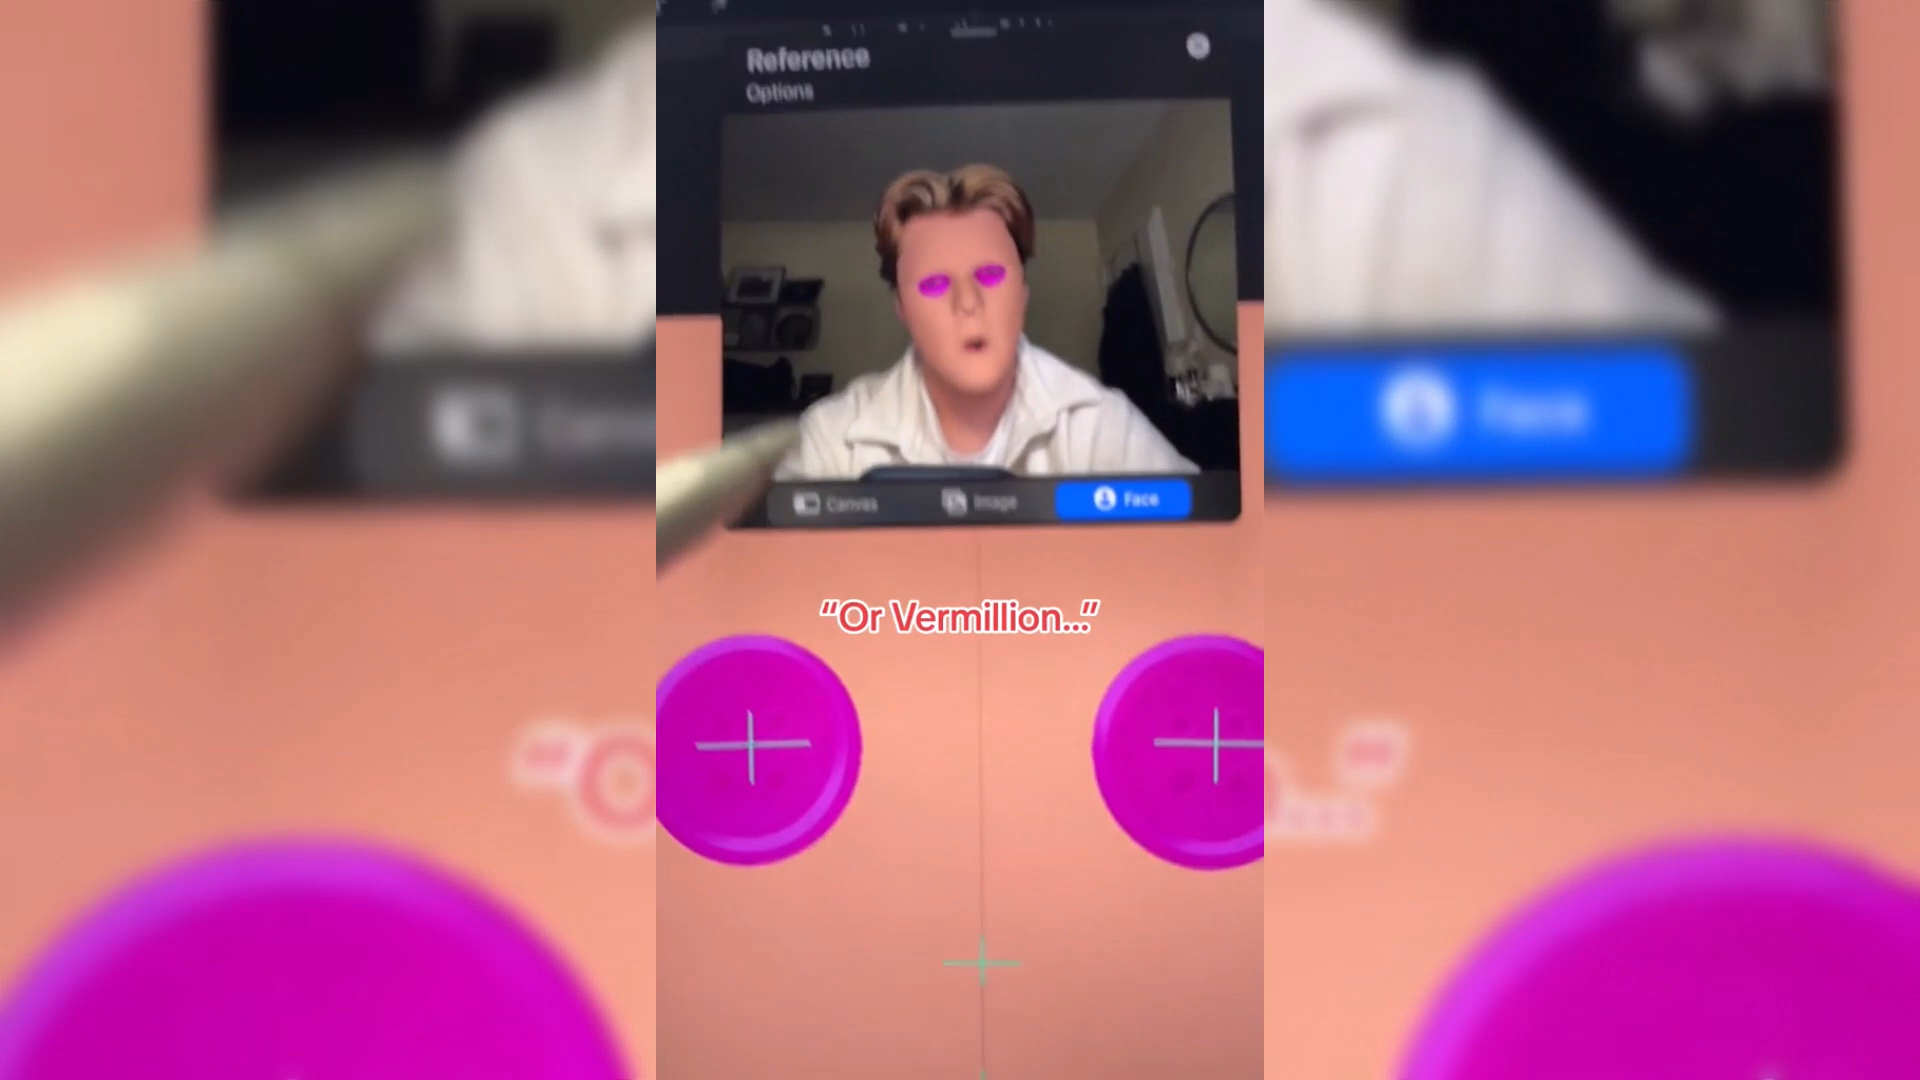 Reference
Options
Canvas
Image
Face
“Or Vermillion...”